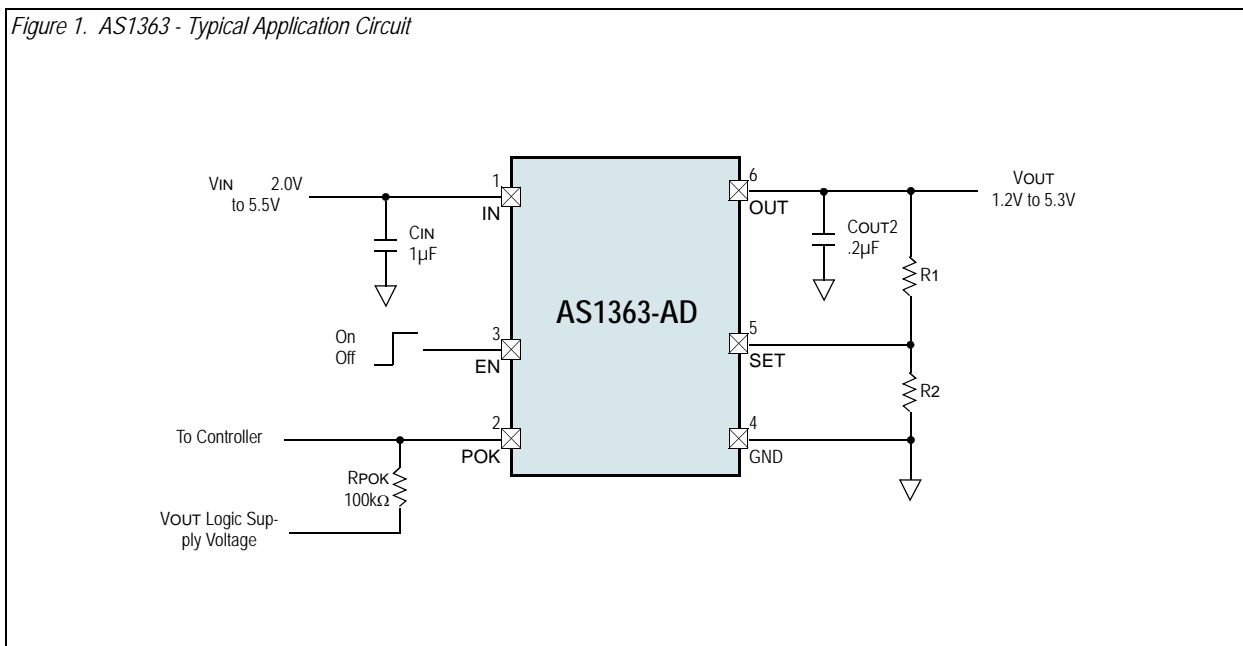 Figure 1. AS1363 - Typical Application Circuit
VIN 2.0V
to 5.5V
CIN
1µF
1
IN
AS1363-AD
6
OUT
COUT2
.2µF
VOUT
1.2V to 5.3V
R1
On
Off
3
EN
5
SET
R2
To Controller
2
POK
4
GND
RPOK
100kΩ
VOUT Logic Sup-
ply Voltage